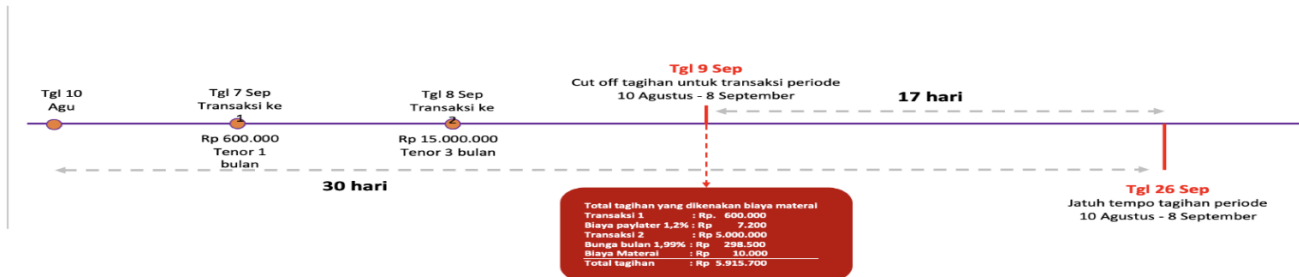 Tgl 10
Agu
Tgl 7 Sep
Transaksi ke
1
Rp 600.000
Tenor 1
bulan
Tgl 8 Sep
Transaksi ke
2
Rp 15.000.000
Tenor 3 bulan
Tgl 9 Sep
Cut off tagihan untuk transaksi periode
10 Agustus - 8 September
17 hari
30 hari
Tgl 26 Sep
Jatuh tempo tagihan periode
10 Agustus - 8 September
Total tagihan yang dikenakan biaya materai
Transaksi 1 : Rp. 600.000
Biaya paylater 1,2% : Rp 7.200
Transaksi 2 : Rp 5.000.000
Bunga bulan 1,99% : Rp 298.500
Biaya Materai : Rp 10.000
Total tagihan : Rp 5.915.700